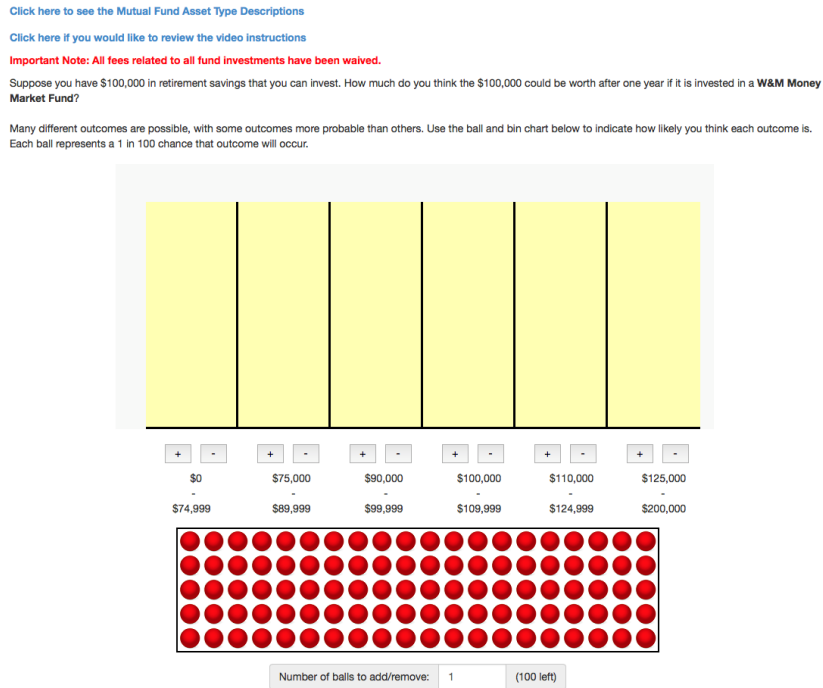 Click here to see the Mutual Fund Asset Type Descriptions
Click here if you would like to review the video instructions
Important Note: All fees related to all fund investments have been waived.
Suppose you have $100,000 in retirement savings that you can invest. How much do you think the $100,000 could be worth after one year if it is invested in a W&M Money
Market Fund?
Many different outcomes are possible, with some outcomes more probable than others. Use the ball and bin chart below to indicate how likely you think each outcome is.
Each ball represents a 1 in 100 chance that outcome will occur.
+ - + - + - + - + - + -
$0 $75,000 $90,000 $100,000 $110,000 $125,000
- - - - - -
$74,999 $89,999 $99,999 $109,999 $124,999 $200,000
Number of balls to add/remove: 1 (100 left)